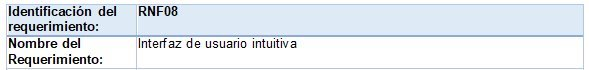 Identificación del RNF08
requerimiento:
Nombre del Interfaz de usuario intuitiva
Requerimiento: